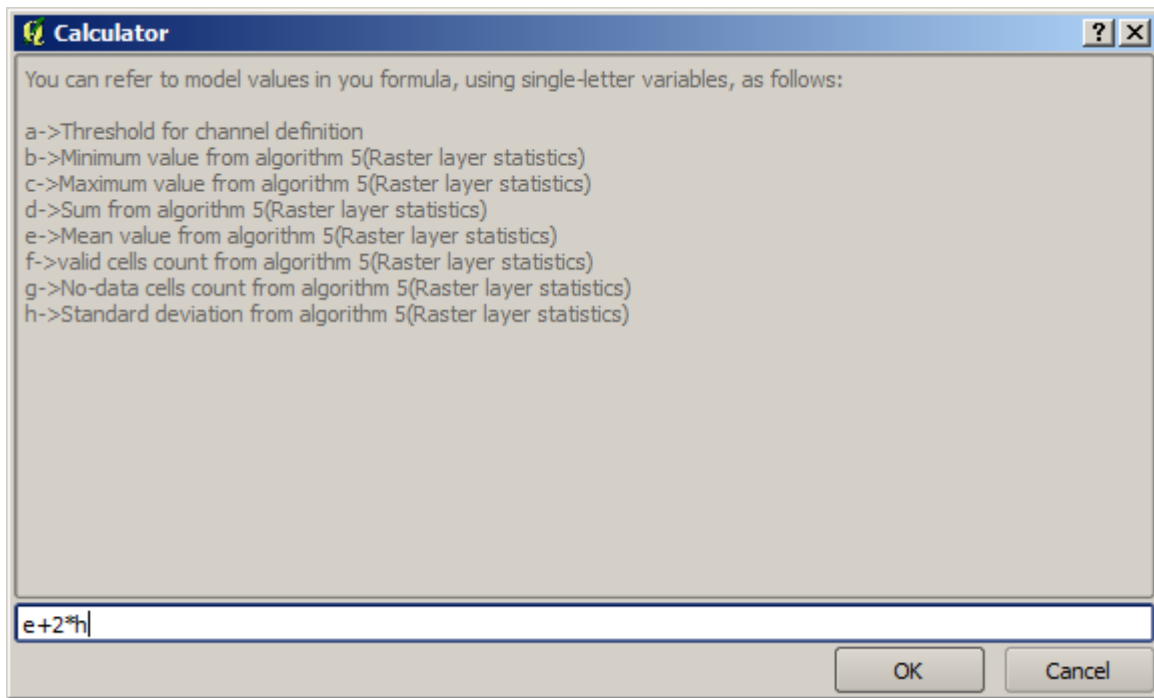 Calculator
You can refer to model values in you formula, using single-letter variables, as follows:
a->Threshold for channel definition
b->Minimum value from algorithm 5(Raster layer statistics)
c->Maximum value from algorithm 5(Raster layer statistics)
d->Sum from algorithm 5(Raster layer statistics)
e->Mean value from algorithm 5(Raster layer statistics)
f->valid cells count from algorithm 5(Raster layer statistics)
g->No-data cells count from algorithm 5(Raster layer statistics)
h->Standard deviation from algorithm 5(Raster layer statistics)
e+2*h
OK Cancel